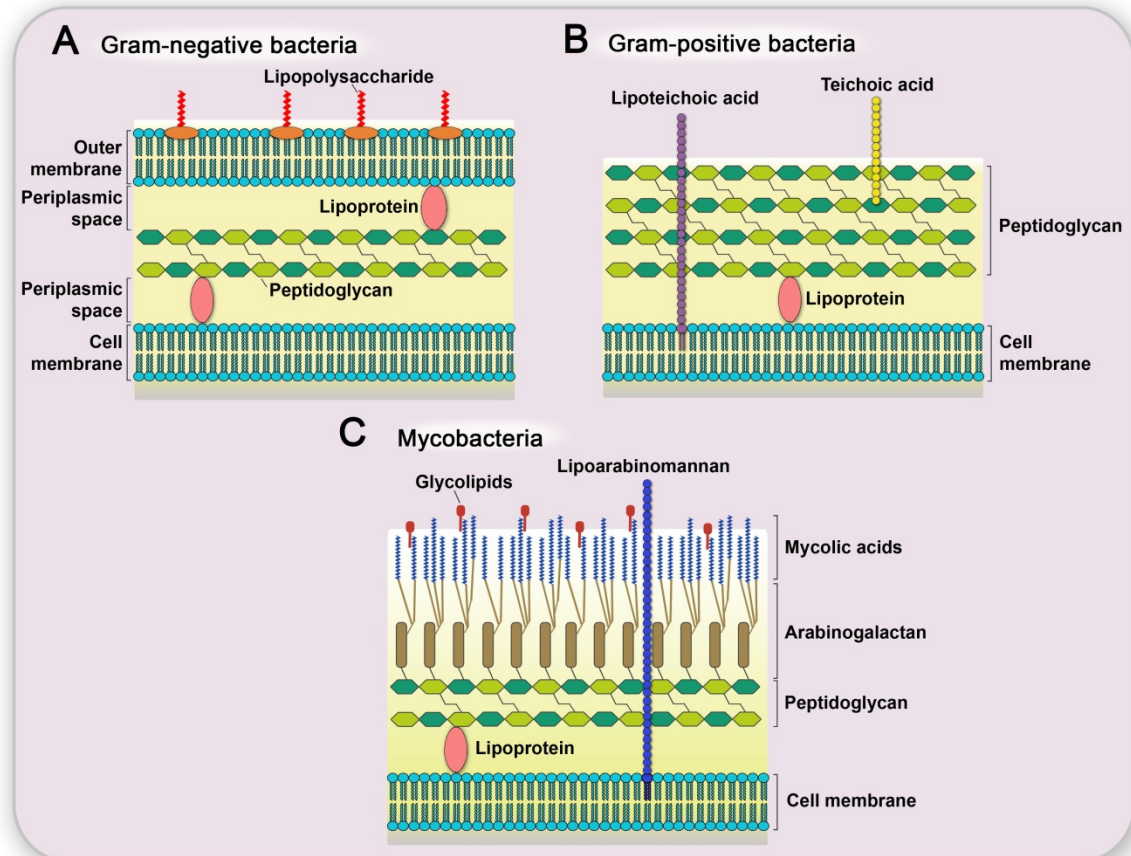 A Gram-negative bacteria
Lipopolysaccharide
Outer
membrane
Periplasmic
space
Lipoprotein
Peptidoglycan
Periplasmic
space
Cell
membrane
B Gram-positive bacteria
Lipoteichoic acid
Teichoic acid
Peptidoglycan
Lipoprotein
Cell
membrane
C Mycobacteria
Lipoarabinomannan
Glycolipids
Mycolic acids
Arabinogalactan
Peptidoglycan
Lipoprotein
Cell membrane